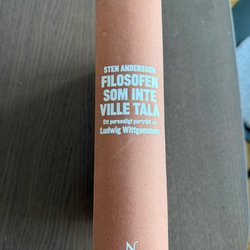 STEN ANDERSSON
FILOSOFEN
SOM INTE
VILLE TALA
Ett personligt porträtt av
Ludwig Wittgenstein
N